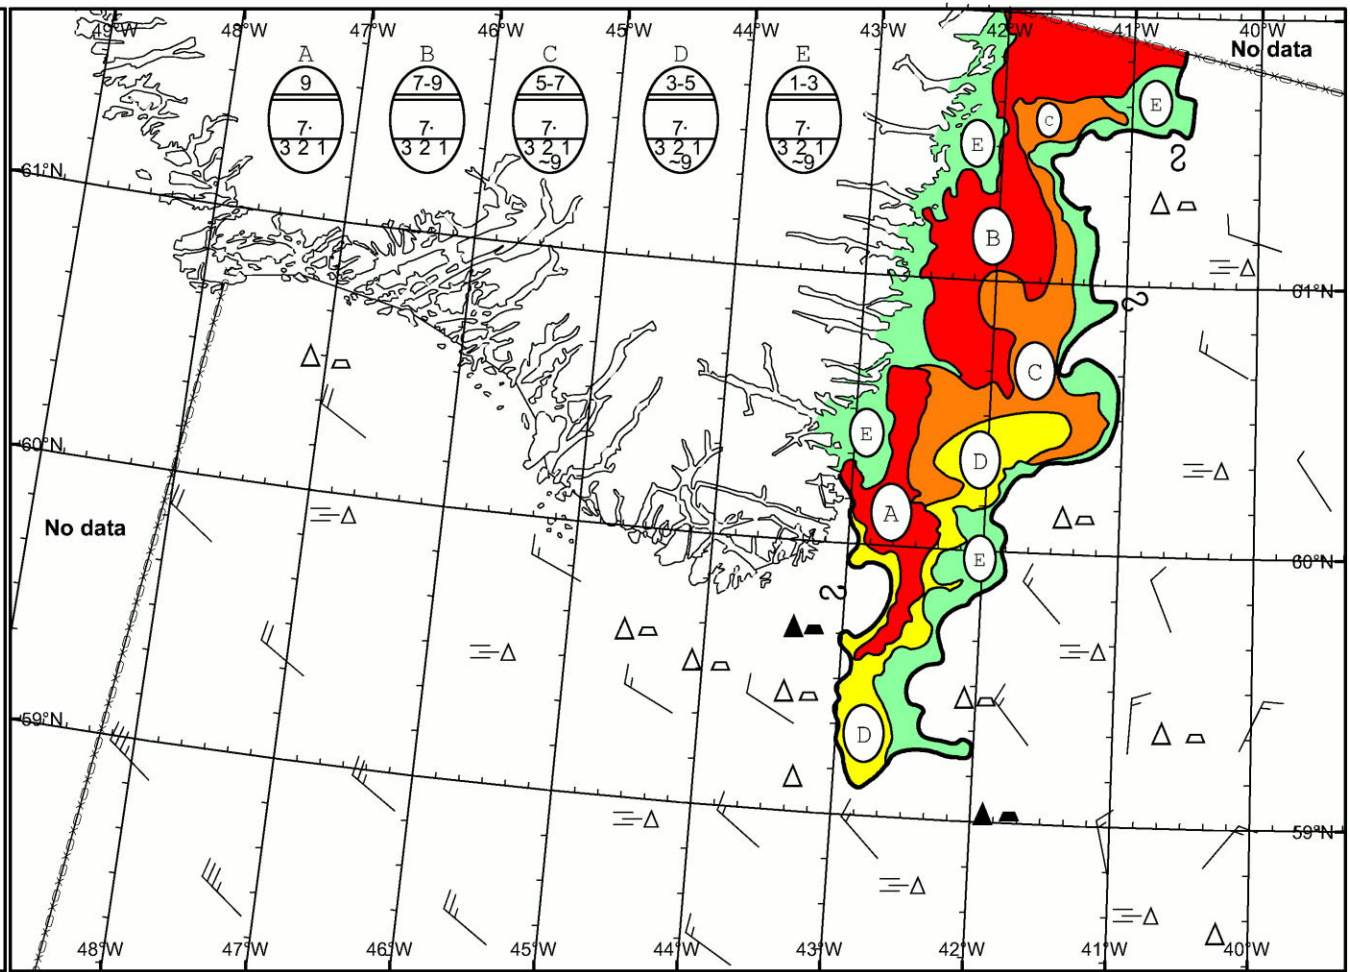 49°W 48°W 47°W 46°W 45°W 44°W 43°W 42°W 41°W 40°W
No data
A B C D E
9 7-9 5-7 3-5 1-3
7· 7· 7· 7· 7·
3 2 1 3 2 1 3 2 1 3 2 1 3 2 1
~9 ~9 ~9
E
C
E
61°N
B
61°N
C
E
60°N
D
A
No data
E
60°N
59°N
D
59°N
48°W 47°W 46°W 45°W 44°W 43°W 42°W 41°W 40°W